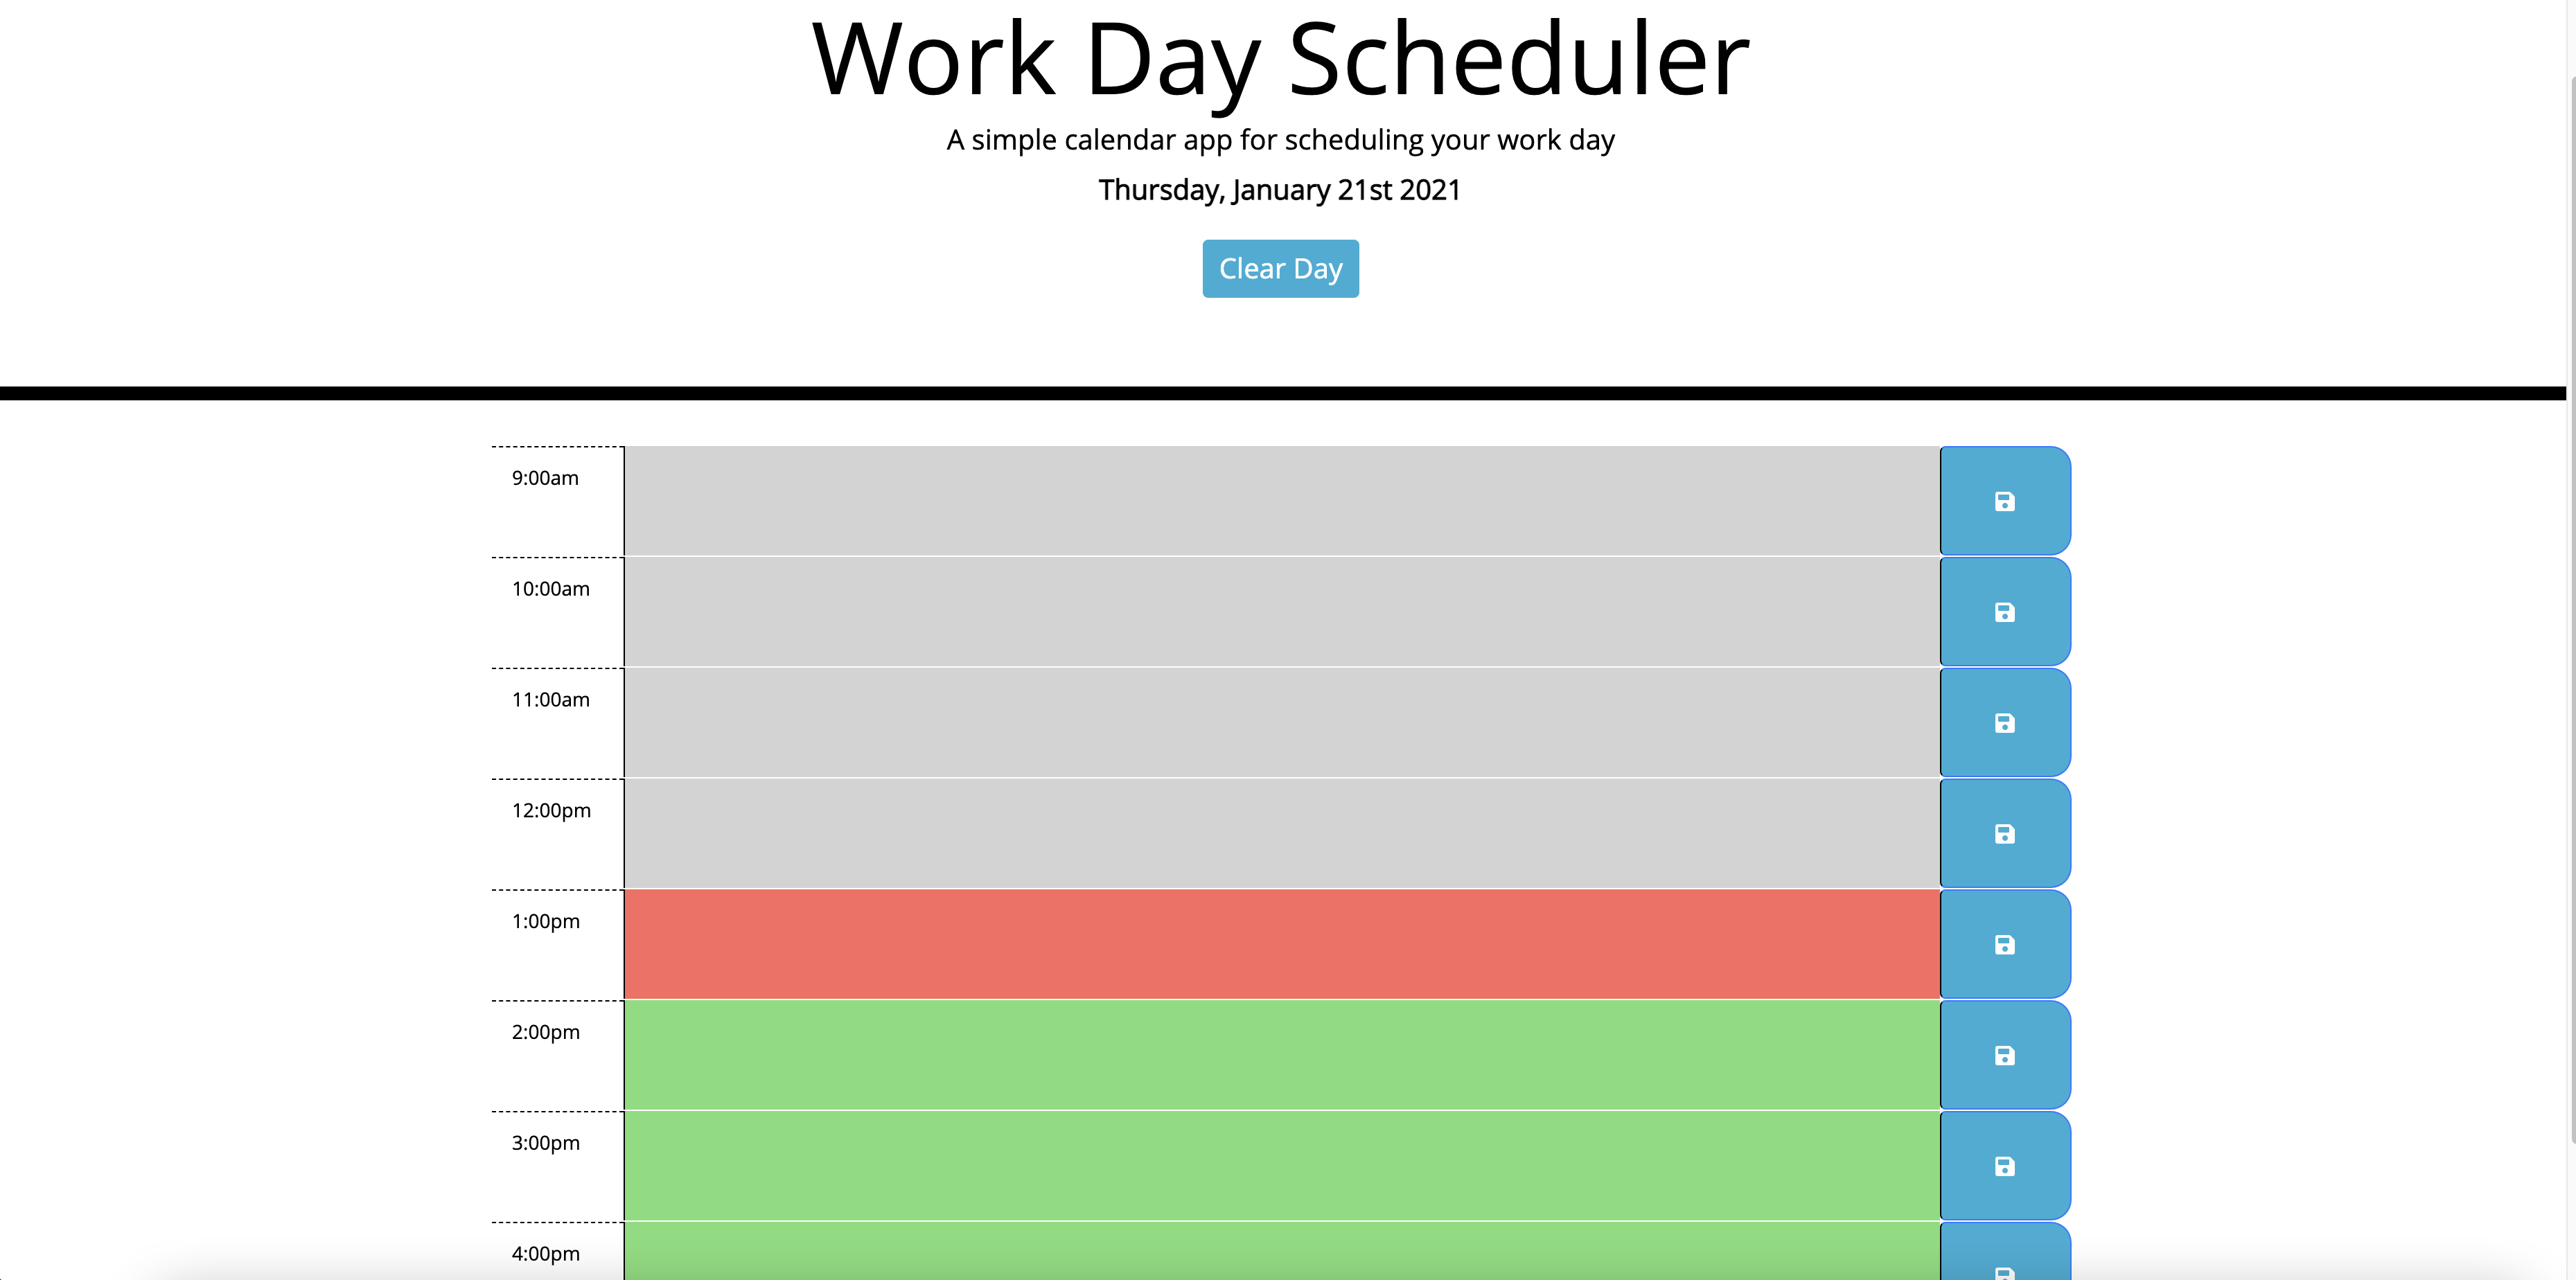 Work Day Scheduler
A simple calendar app for scheduling your work day
Thursday, January 21st 2021
Clear Day
9:00am
10:00am
11:00am
12:00pm
1:00pm
2:00pm
3:00pm
4:00pm